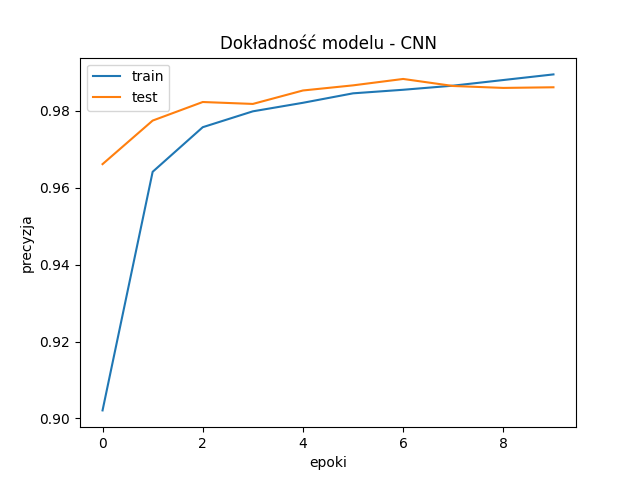 Dokładność modelu - CNN
train
test
precyzja
0.98
0.96
0.94
0.92
0.90
0
2
4
6
8
epoki